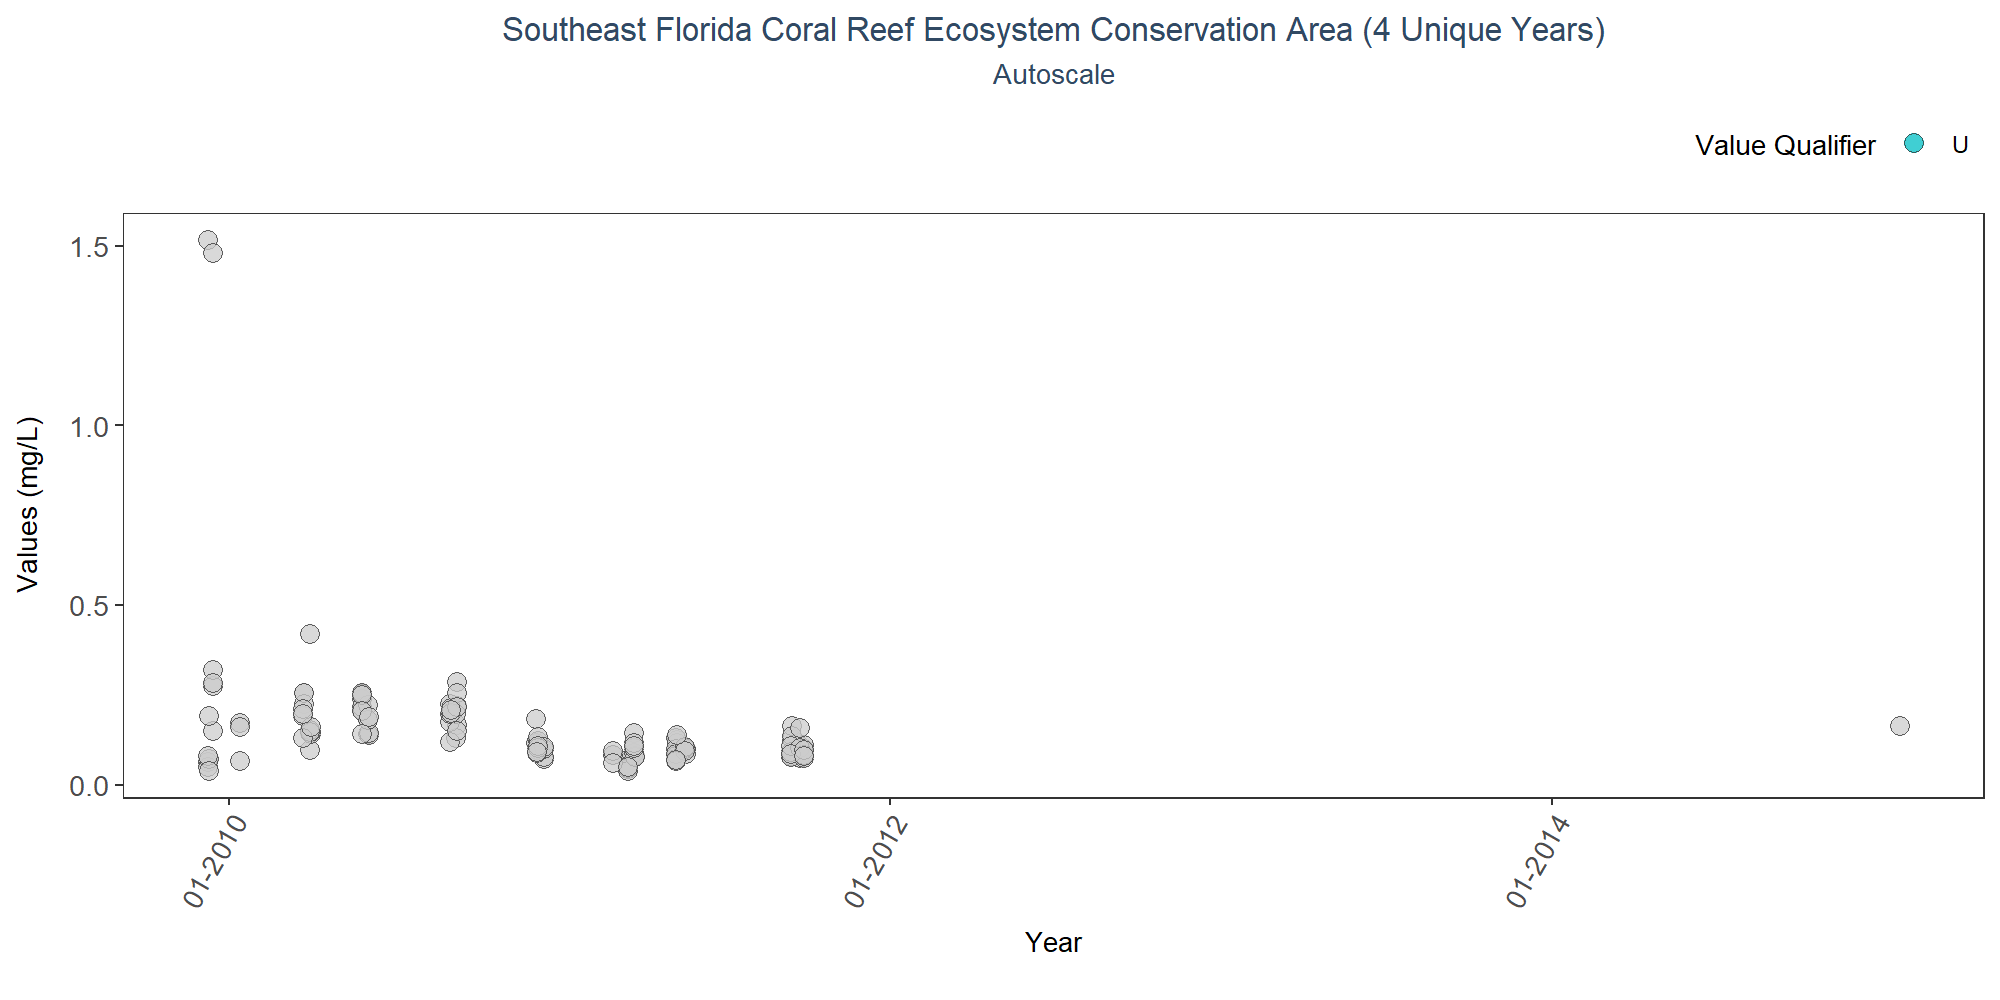 Southeast Florida Coral Reef Ecosystem Conservation Area (4 Unique Years)
Autoscale
Value Qualifier U
1.5
1.0
0.5
0.0
Values (mg/L)
01-2010
01-2012
01-2014
Year